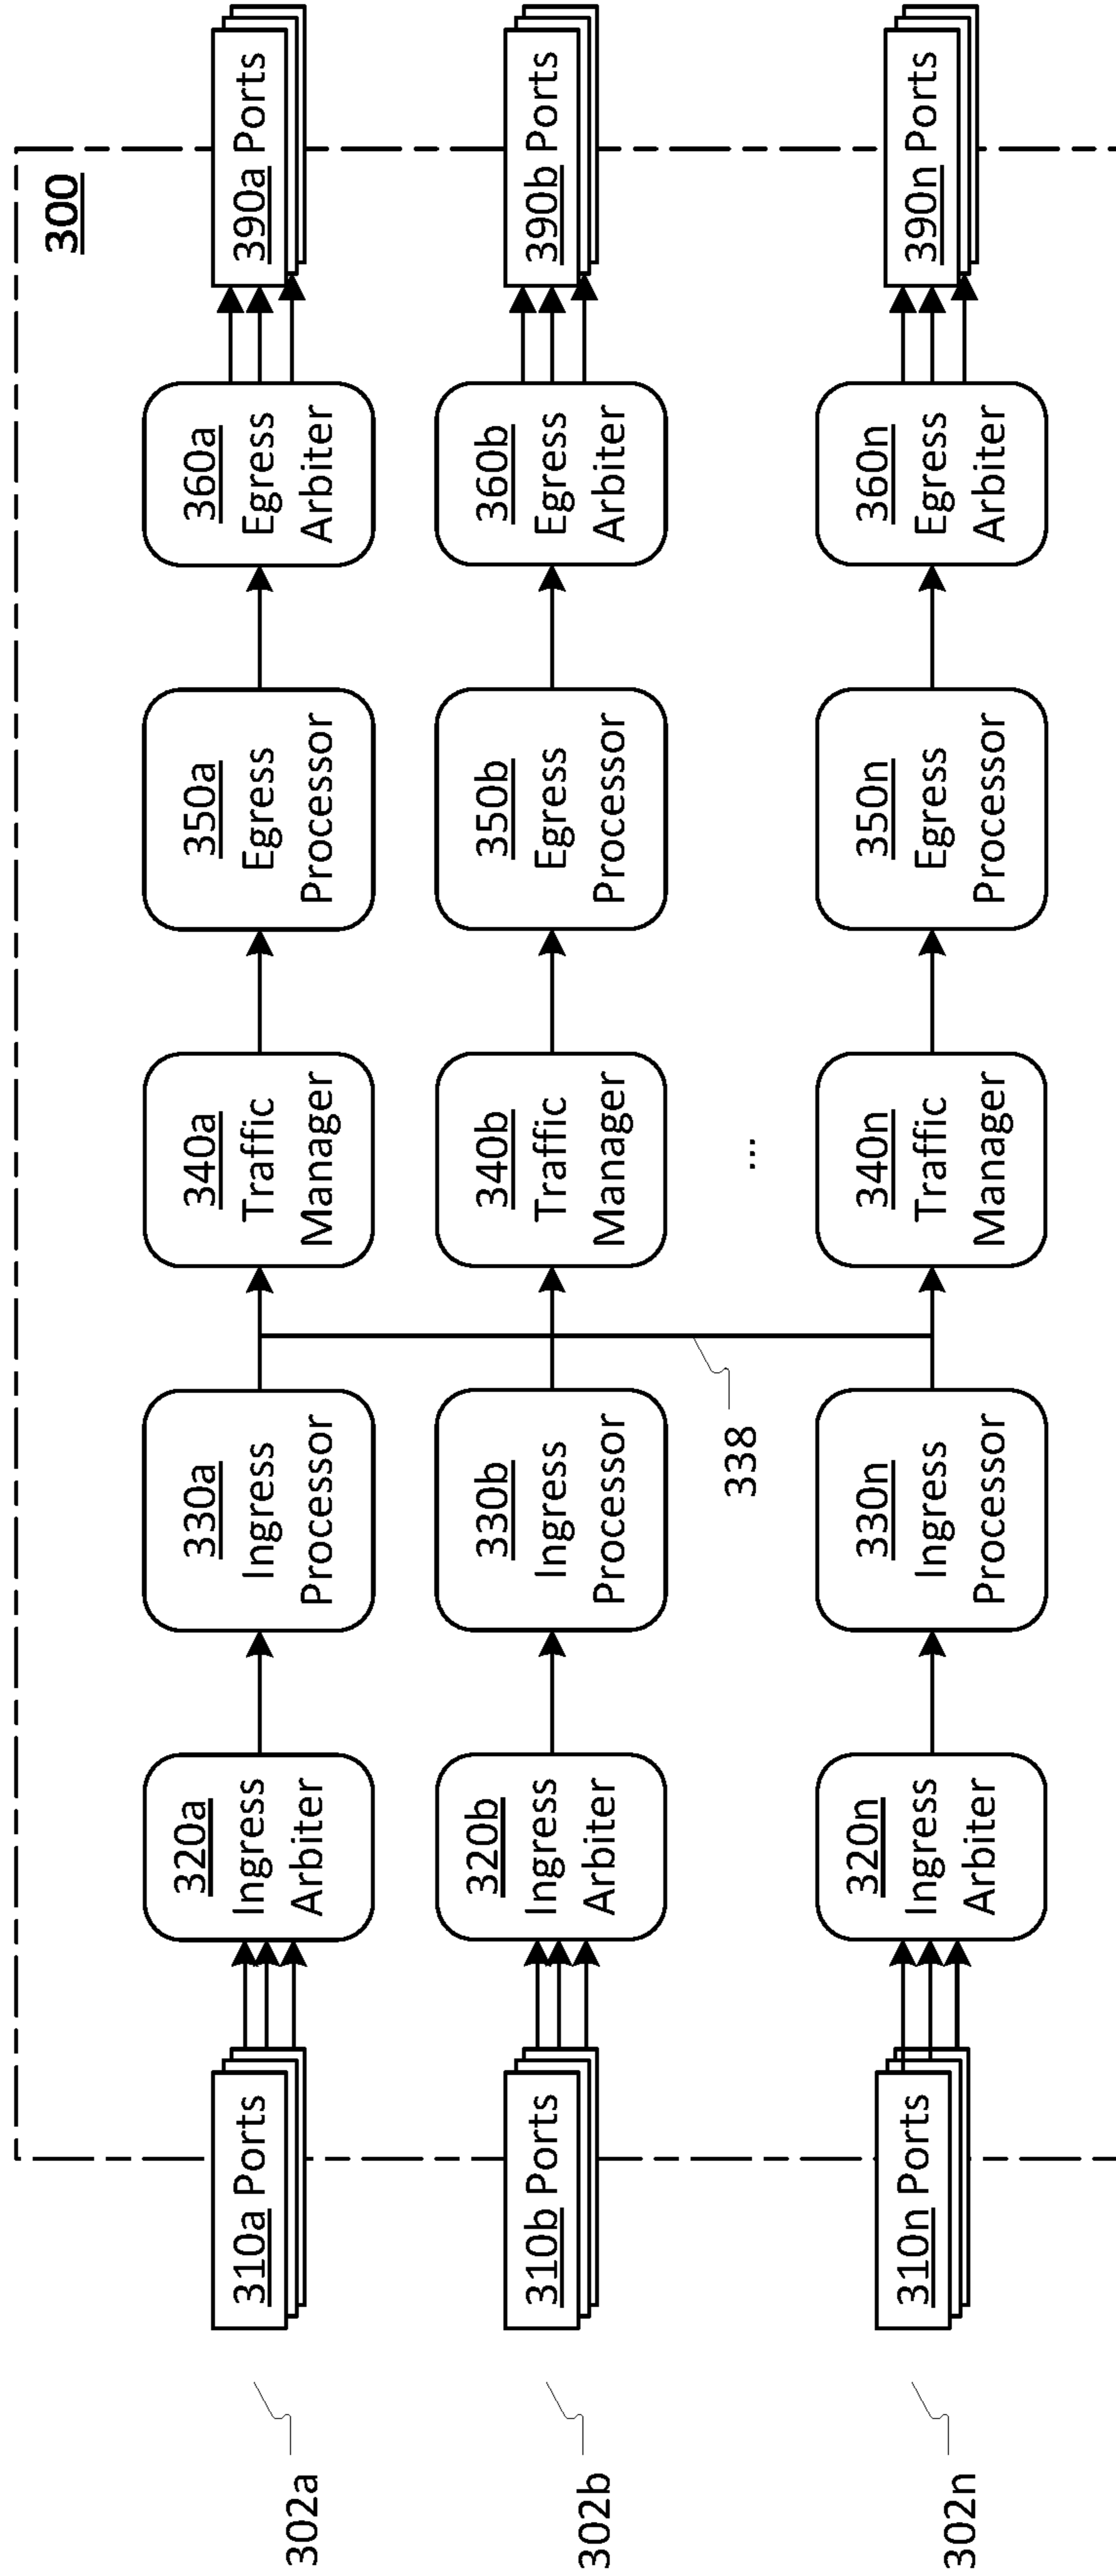 300
302a
310a Ports
320a
Ingress
Arbiter
330a
Ingress
Processor
340a
Traffic
Manager
350a
Egress
Processor
360a
Egress
Arbiter
390a Ports
302b
310b Ports
320b
Ingress
Arbiter
330b
Ingress
Processor
340b
Traffic
Manager
350b
Egress
Processor
360b
Egress
Arbiter
390b Ports
338
...
302n
310n Ports
320n
Ingress
Arbiter
330n
Ingress
Processor
340n
Traffic
Manager
350n
Egress
Processor
360n
Egress
Arbiter
390n Ports